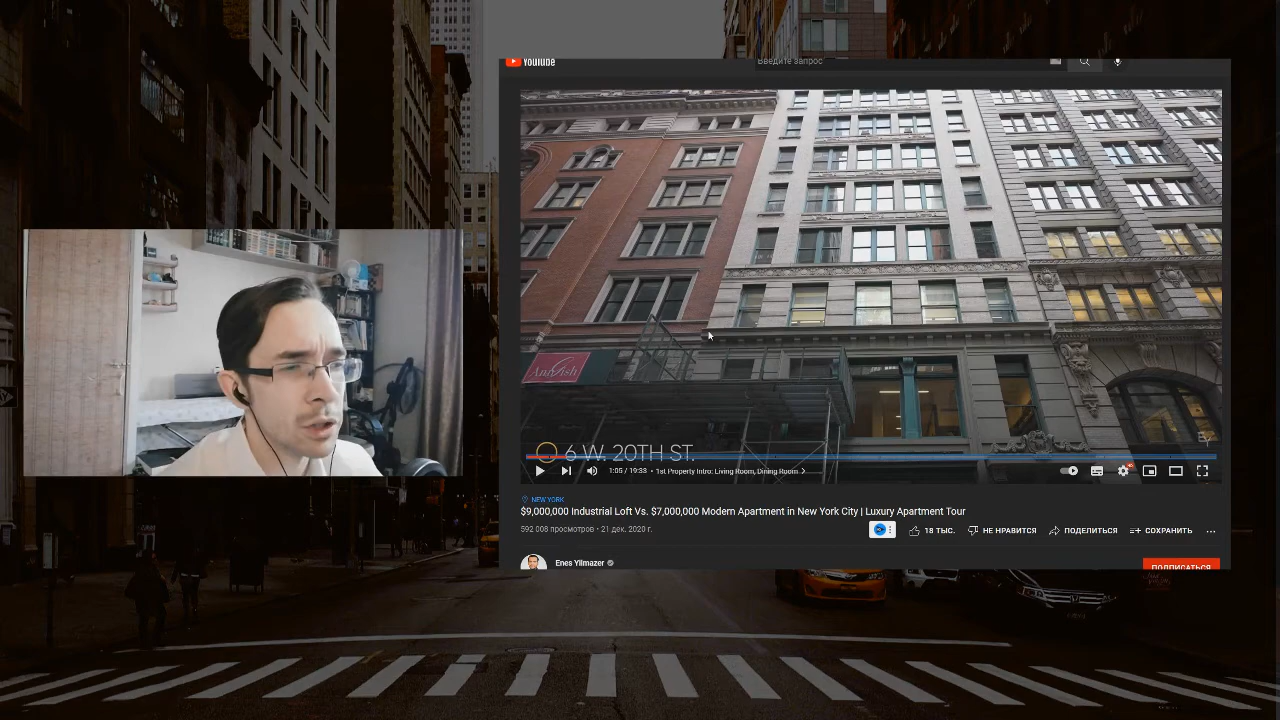 YouTube
Введите запрос
AnnVish
6 W. 20TH ST.
EY
1:05 / 19:33 • 1st Property Intro: Living Room, Dining Room
NEW YORK
$9,000,000 Industrial Loft Vs. $7,000,000 Modern Apartment in New York City | Luxury Apartment Tour
592 008 просмотров • 21 дек. 2020 г.
18 ТЫС.
НЕ НРАВИТСЯ
ПОДЕЛИТЬСЯ
СОХРАНИТЬ
Enes Yilmazer
ПОДПИСАТЬСЯ